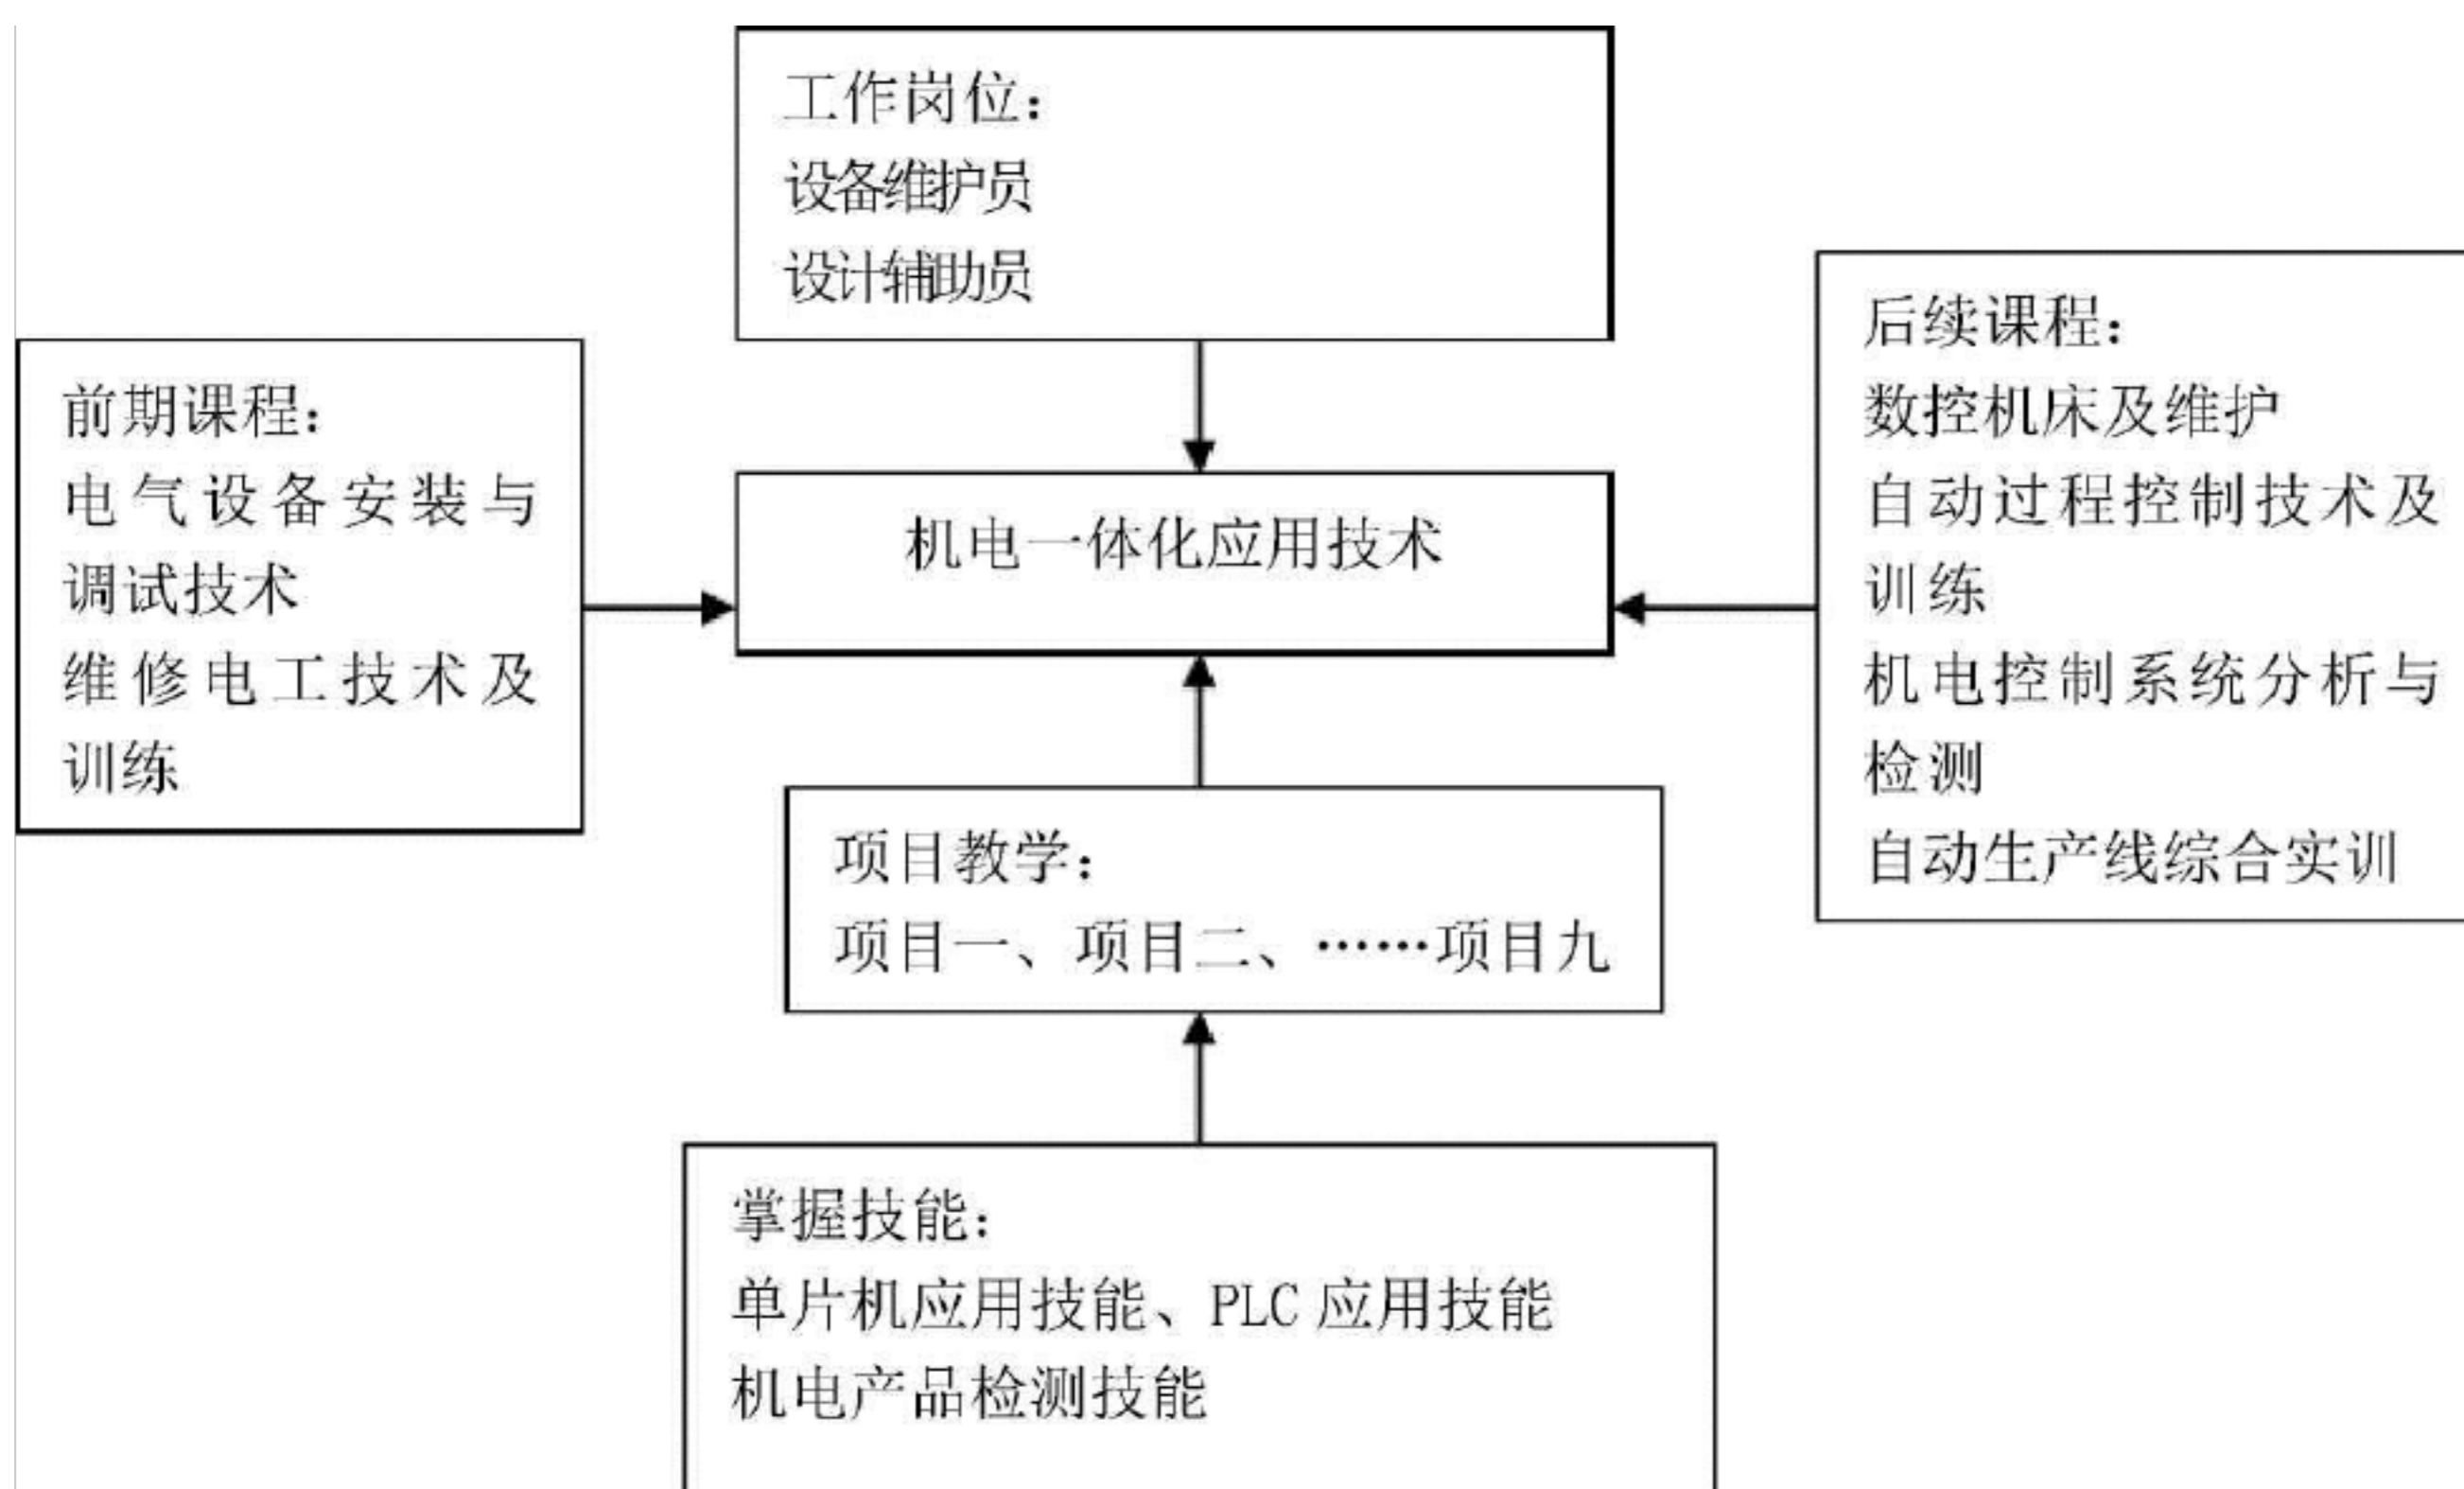 工作岗位：
设备维护员
设计辅助员
前期课程：
电气设备安装与
调试技术
维修电工技术及
训练
机电一体化应用技术
后续课程：
数控机床及维护
自动过程控制技术及
训练
机电控制系统分析与
检测
自动生产线综合实训
项目教学：
项目一、项目二、……项目九
掌握技能：
单片机应用技能、PLC 应用技能
机电产品检测技能